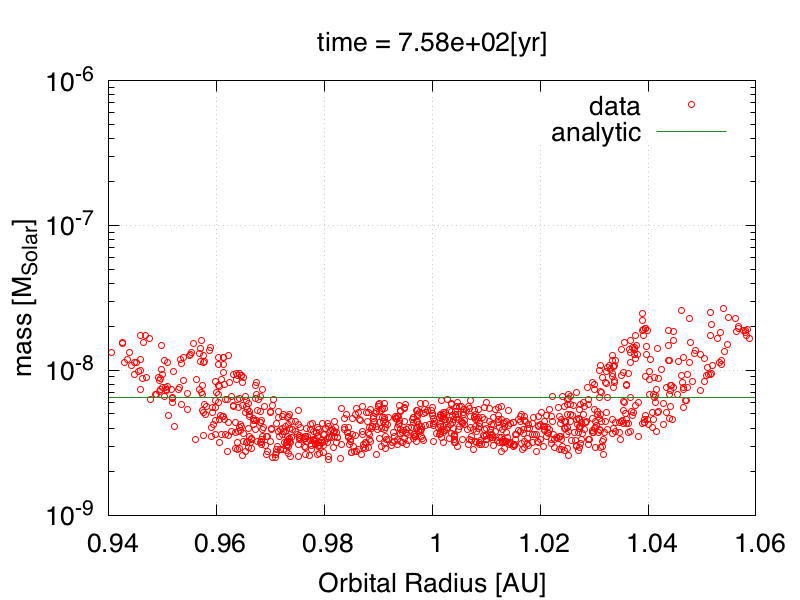 time = 7.58e+02[yr]
data
analytic
10^-6
10^-7
10^-8
10^-9
mass [M_Solar]
0.94 0.96 0.98 1 1.02 1.04 1.06
Orbital Radius [AU]